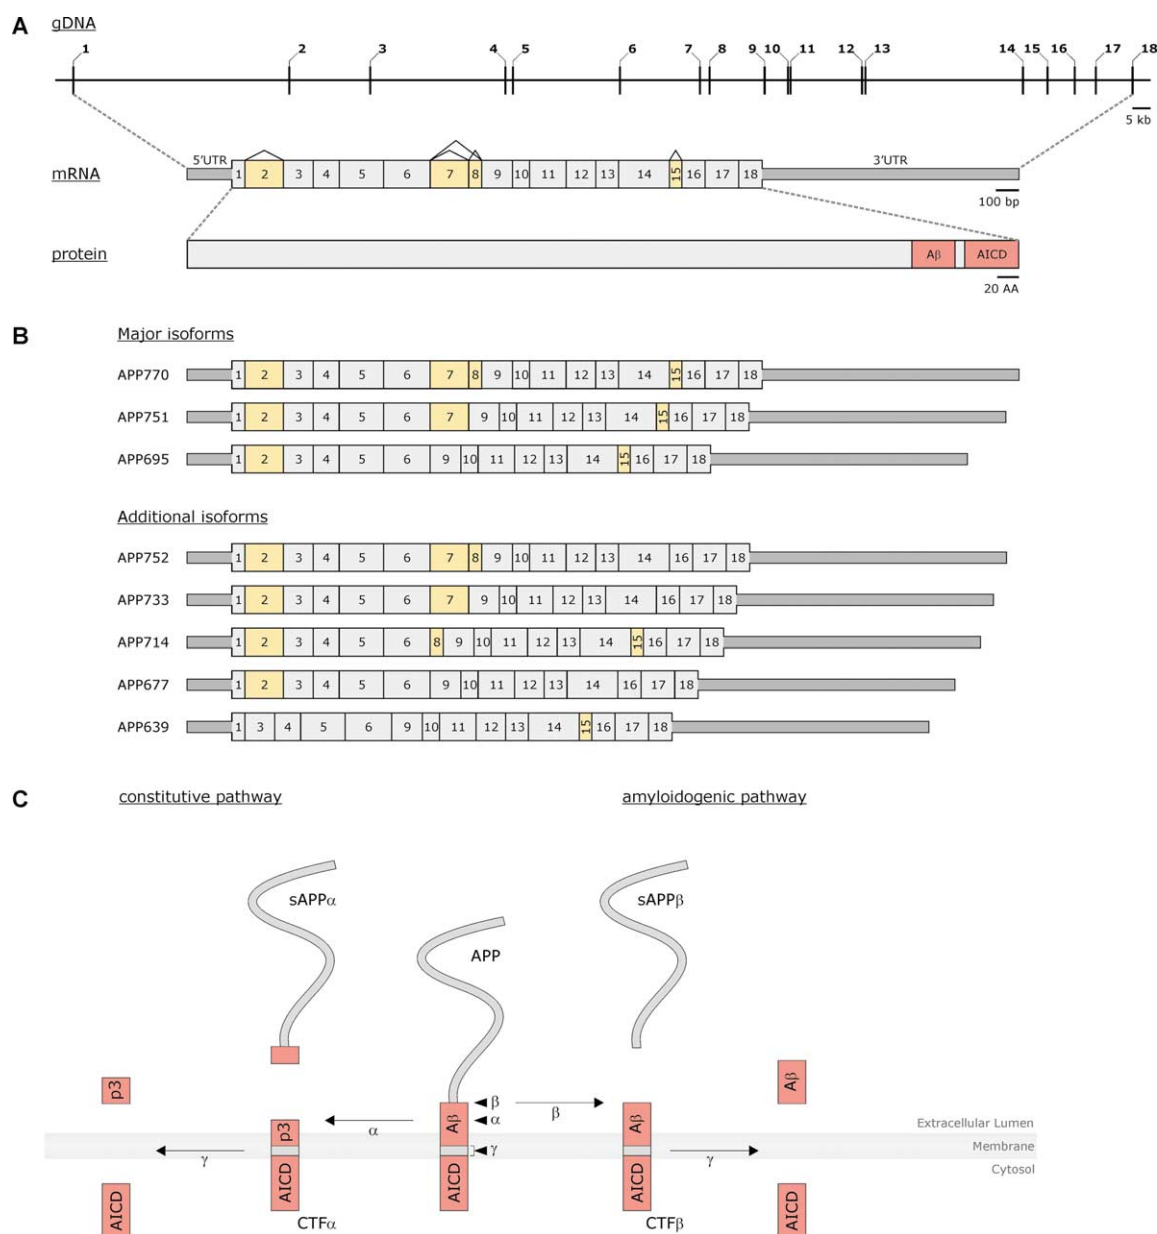 A
gDNA
1 2 3 4 5 6 7 8 9 10 11 12 13 14 15 16 17 18
5 kb
mRNA
5'UTR 1 2 3 4 5 6 7 8 9 10 11 12 13 14 15 16 17 18 3'UTR
100 bp
protein
Aβ AICD
20 AA
B
Major isoforms
APP770 1 2 3 4 5 6 7 8 9 10 11 12 13 14 15 16 17 18
APP751 1 2 3 4 5 6 7 9 10 11 12 13 14 15 16 17 18
APP695 1 2 3 4 5 6 9 10 11 12 13 14 15 16 17 18
Additional isoforms
APP752 1 2 3 4 5 6 7 8 9 10 11 12 13 14 16 17 18
APP733 1 2 3 4 5 6 7 9 10 11 12 13 14 16 17 18
APP714 1 2 3 4 5 6 8 9 10 11 12 13 14 15 16 17 18
APP677 1 2 3 4 5 6 9 10 11 12 13 14 16 17 18
APP639 1 3 4 5 6 9 10 11 12 13 14 15 16 17 18
C
constitutive pathway
amyloidogenic pathway
sAPPα
APP
sAPPβ
p3
p3
α
Aβ
β
α
γ
β
Aβ
Aβ
Extracellular Lumen
Membrane
Cytosol
γ
γ
AICD
AICD
AICD
AICD
AICD
CTFα
CTFβ